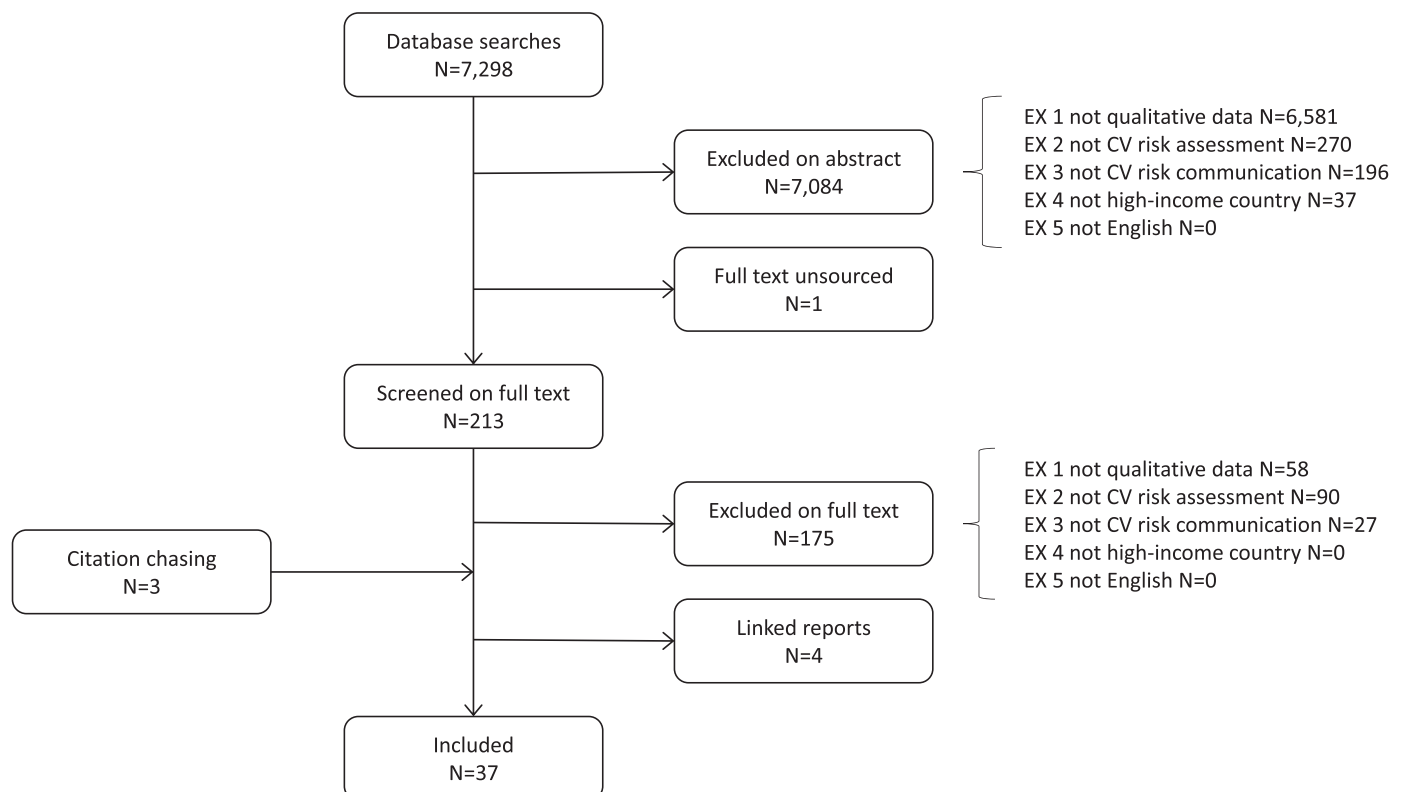 Database searches
N=7,298
Excluded on abstract
N=7,084
EX 1 not qualitative data N=6,581
EX 2 not CV risk assessment N=270
EX 3 not CV risk communication N=196
EX 4 not high-income country N=37
EX 5 not English N=0
Full text unsourced
N=1
Screened on full text
N=213
Excluded on full text
N=175
EX 1 not qualitative data N=58
EX 2 not CV risk assessment N=90
EX 3 not CV risk communication N=27
EX 4 not high-income country N=0
EX 5 not English N=0
Citation chasing
N=3
Linked reports
N=4
Included
N=37